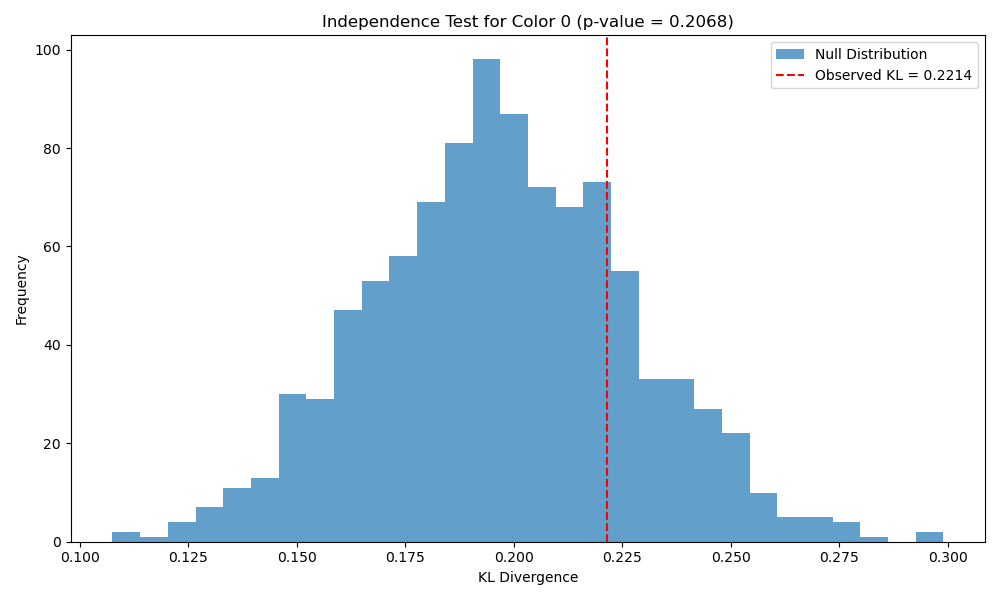 Independence Test for Color 0 (p-value = 0.2068)
Null Distribution
Observed KL = 0.2214
Frequency
100
80
60
40
20
0
0.100 0.125 0.150 0.175 0.200 0.225 0.250 0.275 0.300
KL Divergence